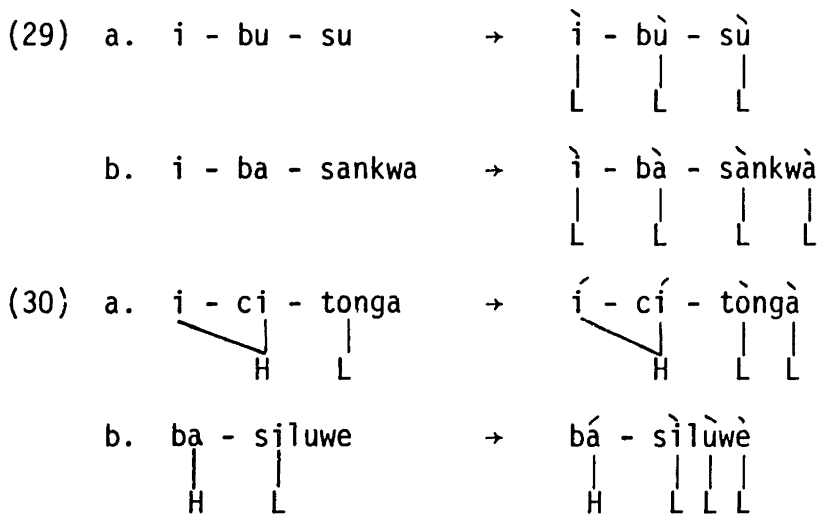 (29) a. i - bu - su → ì - bù - sù
L L L
b. i - ba - sankwa → ì - bà - sànkwà
L L L L
(30) a. i - ci - tonga → í - cí - tòngà
H L H L L
b. ba - siluwe → bá - sìlùwè
H L H L L L